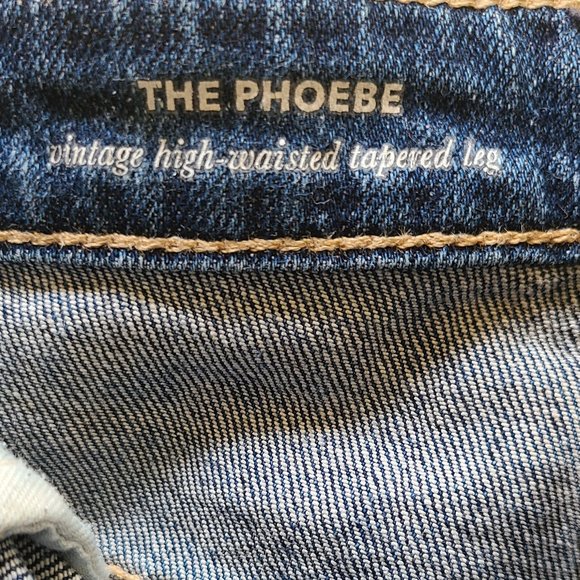 THE PHOEBE
vintage high-waisted tapered leg